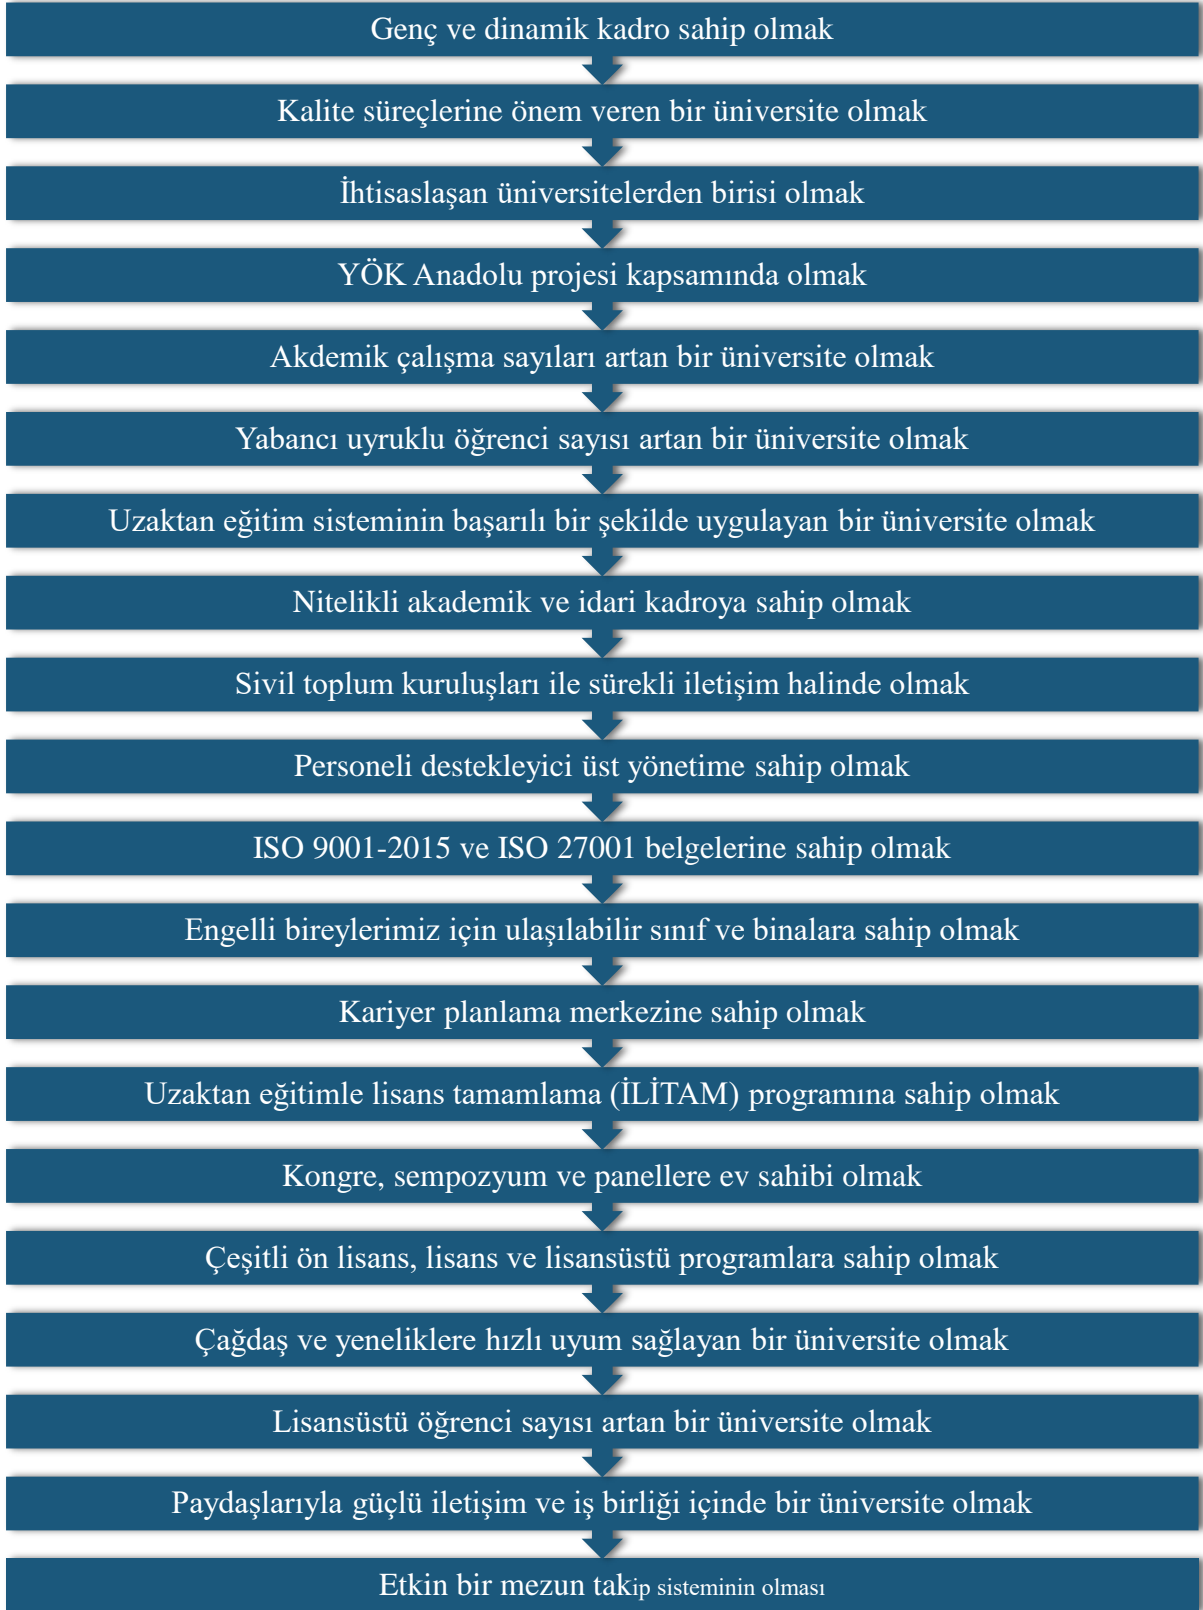 Genç ve dinamik kadro sahip olmak
Kalite süreçlerine önem veren bir üniversite olmak
İhtisaslaşan üniversitelerden birisi olmak
YÖK Anadolu projesi kapsamında olmak
Akdemik çalışma sayıları artan bir üniversite olmak
Yabancı uyruklu öğrenci sayısı artan bir üniversite olmak
Uzaktan eğitim sisteminin başarılı bir şekilde uygulayan bir üniversite olmak
Nitelikli akademik ve idari kadroya sahip olmak
Sivil toplum kuruluşları ile sürekli iletişim halinde olmak
Personeli destekleyici üst yönetime sahip olmak
ISO 9001-2015 ve ISO 27001 belgelerine sahip olmak
Engelli bireylerimiz için ulaşılabilir sınıf ve binalara sahip olmak
Kariyer planlama merkezine sahip olmak
Uzaktan eğitimle lisans tamamlama (İLİTAM) programına sahip olmak
Kongre, sempozyum ve panellere ev sahibi olmak
Çeşitli ön lisans, lisans ve lisansüstü programlara sahip olmak
Çağdaş ve yeneliklere hızlı uyum sağlayan bir üniversite olmak
Lisansüstü öğrenci sayısı artan bir üniversite olmak
Paydaşlarıyla güçlü iletişim ve iş birliği içinde bir üniversite olmak
Etkin bir mezun takip sisteminin olması